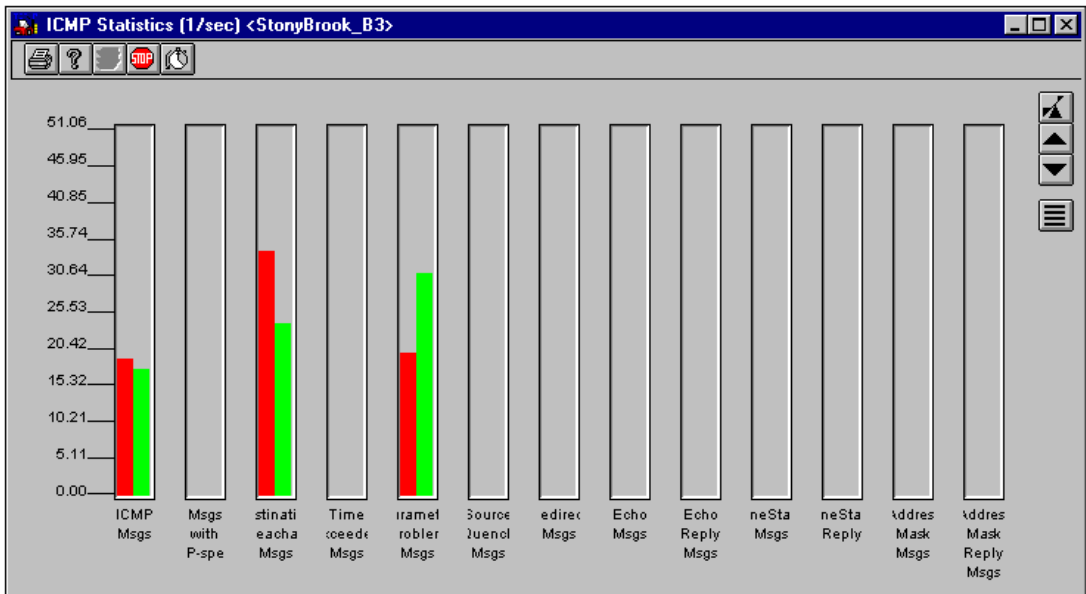 ICMP Statistics (1/sec) <StonyBrook_B3>
STOP
51.06
45.95
40.85
35.74
30.64
25.53
20.42
15.32
10.21
5.11
0.00
ICMP
Msgs
Msgs
with
P-spe
stinati
eacha
Msgs
Time
xceede
Msgs
iramet
robler
Msgs
Source
Quencl
Msgs
edirec
Msgs
Echo
Msgs
Echo
Reply
Msgs
neSta
Msgs
neSta
Reply
Addres
Mask
Msgs
Addres
Mask
Reply
Msgs